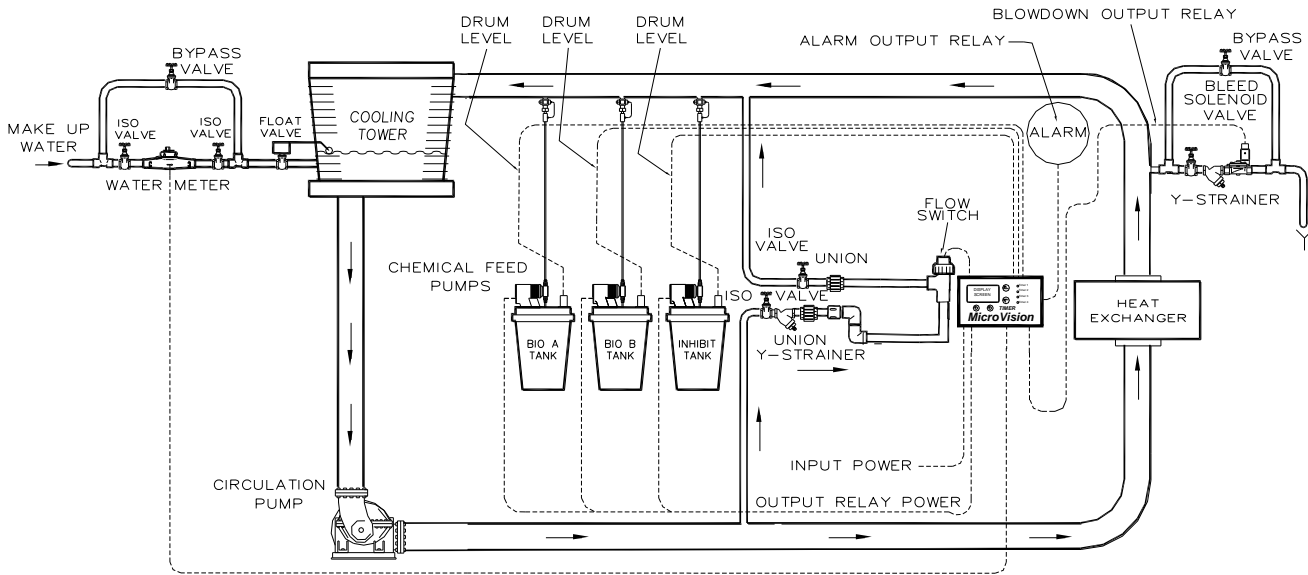 DRUM
LEVEL
DRUM
LEVEL
DRUM
LEVEL
BLOWDOWN OUTPUT RELAY
ALARM OUTPUT RELAY
BYPASS
VALVE
BYPASS
VALVE
BLEED
SOLENOID
VALVE
MAKE UP
WATER
ISO
VALVE
ISO
VALVE
FLOAT
VALVE
COOLING
TOWER
ALARM
WATER METER
Y-STRAINER
FLOW
SWITCH
ISO
VALVE
UNION
CHEMICAL FEED
PUMPS
ISO VALVE
DISPLAY
SCREEN
TIMER
MicroVision
HEAT
EXCHANGER
BIO A
TANK
BIO B
TANK
INHIBIT
TANK
UNION
Y-STRAINER
INPUT POWER
CIRCULATION
PUMP
OUTPUT RELAY POWER